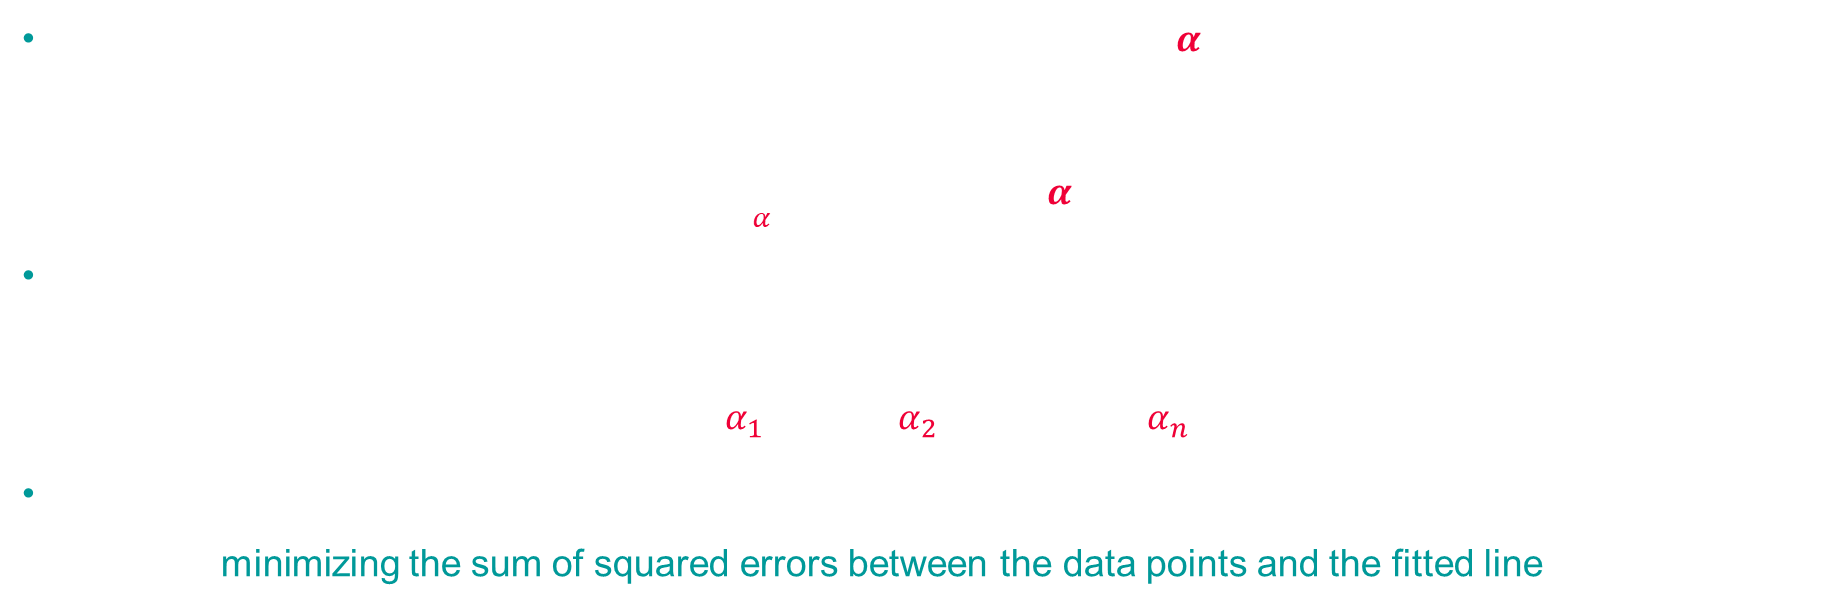 • 𝜶
𝜶
𝛼
•
𝛼₁ 𝛼₂ 𝛼ₙ
•
minimizing the sum of squared errors between the data points and the fitted line